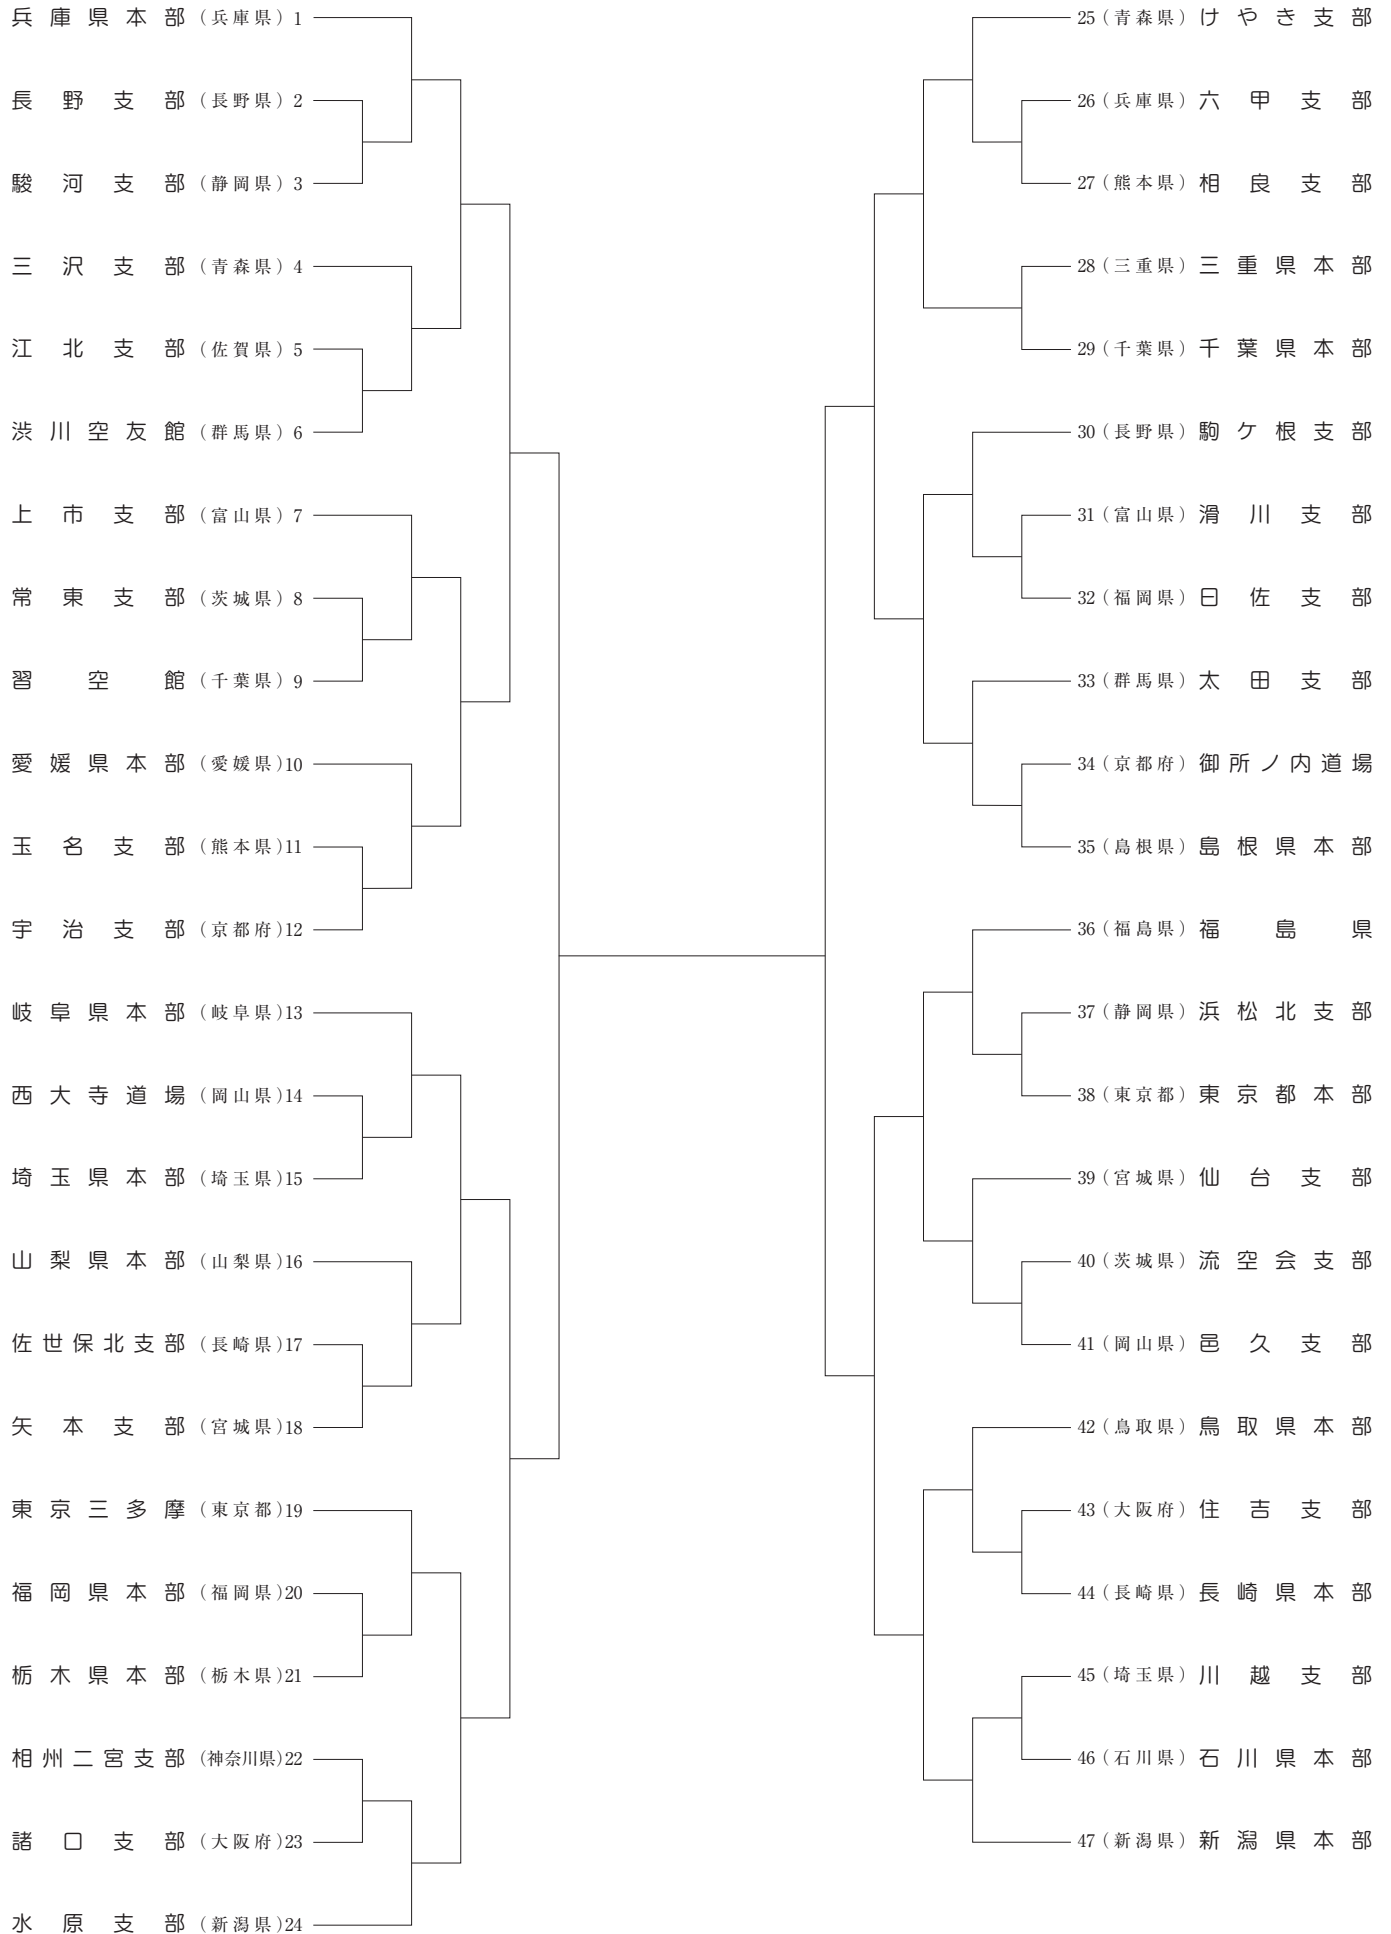 兵庫県本部（兵庫県）1
長野支部（長野県）2
駿河支部（静岡県）3
三沢支部（青森県）4
江北支部（佐賀県）5
渋川空友館（群馬県）6
上市支部（富山県）7
常東支部（茨城県）8
習空館（千葉県）9
愛媛県本部（愛媛県）10
玉名支部（熊本県）11
宇治支部（京都府）12
岐阜県本部（岐阜県）13
西大寺道場（岡山県）14
埼玉県本部（埼玉県）15
山梨県本部（山梨県）16
佐世保北支部（長崎県）17
矢本支部（宮城県）18
東京三多摩（東京都）19
福岡県本部（福岡県）20
栃木県本部（栃木県）21
相州二宮支部（神奈川県）22
諸口支部（大阪府）23
水原支部（新潟県）24
25（青森県）けやき支部
26（兵庫県）六甲支部
27（熊本県）相良支部
28（三重県）三重県本部
29（千葉県）千葉県本部
30（長野県）駒ケ根支部
31（富山県）滑川支部
32（福岡県）日佐支部
33（群馬県）太田支部
34（京都府）御所ノ内道場
35（島根県）島根県本部
36（福島県）福島県
37（静岡県）浜松北支部
38（東京都）東京都本部
39（宮城県）仙台支部
40（茨城県）流空会支部
41（岡山県）邑久支部
42（鳥取県）鳥取県本部
43（大阪府）住吉支部
44（長崎県）長崎県本部
45（埼玉県）川越支部
46（石川県）石川県本部
47（新潟県）新潟県本部